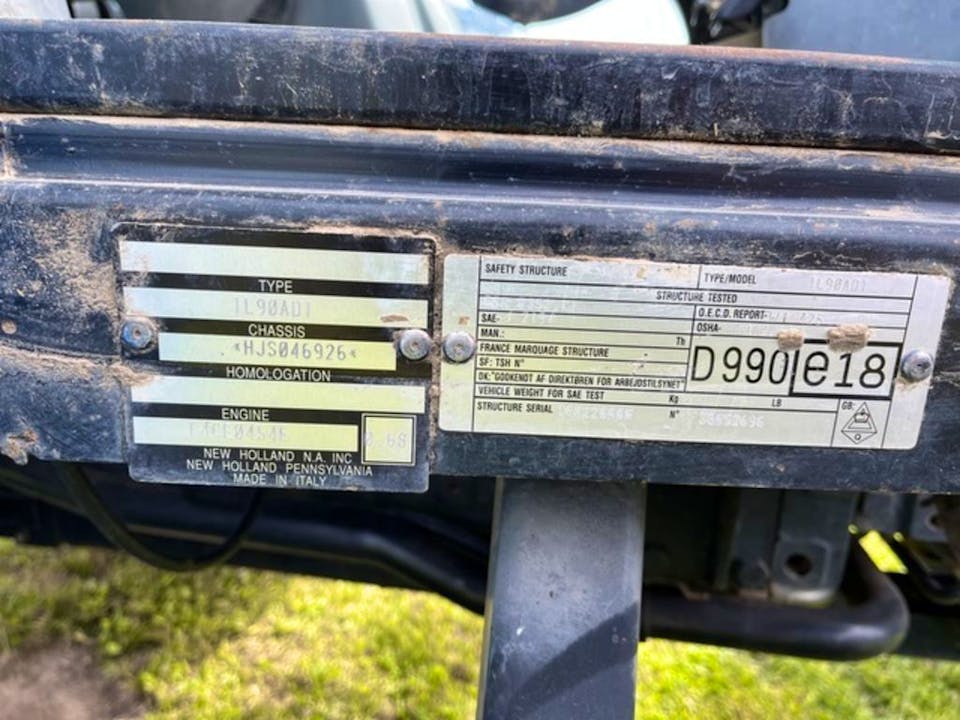 TYPE
TL90ADT
CHASSIS
*HJS046926*
HOMOLOGATION
ENGINE
NEW HOLLAND N.A. INC
NEW HOLLAND PENNSYLVANIA
MADE IN ITALY
SAFETY STRUCTURE
TYPE/MODEL TL90ADT
STRUCTURE TESTED
SAE-
O.E.C.D. REPORT-
MAN.:
OSHA-
Th
FRANCE MARQUAGE STRUCTURE
SF: TSH N°
DK:"GODKENDT AF DIREKTØREN FOR ARBEJDSTILSYNET"
D990 e18
VEHICLE WEIGHT FOR SAE TEST Kg LB
STRUCTURE SERIAL N°
GB: